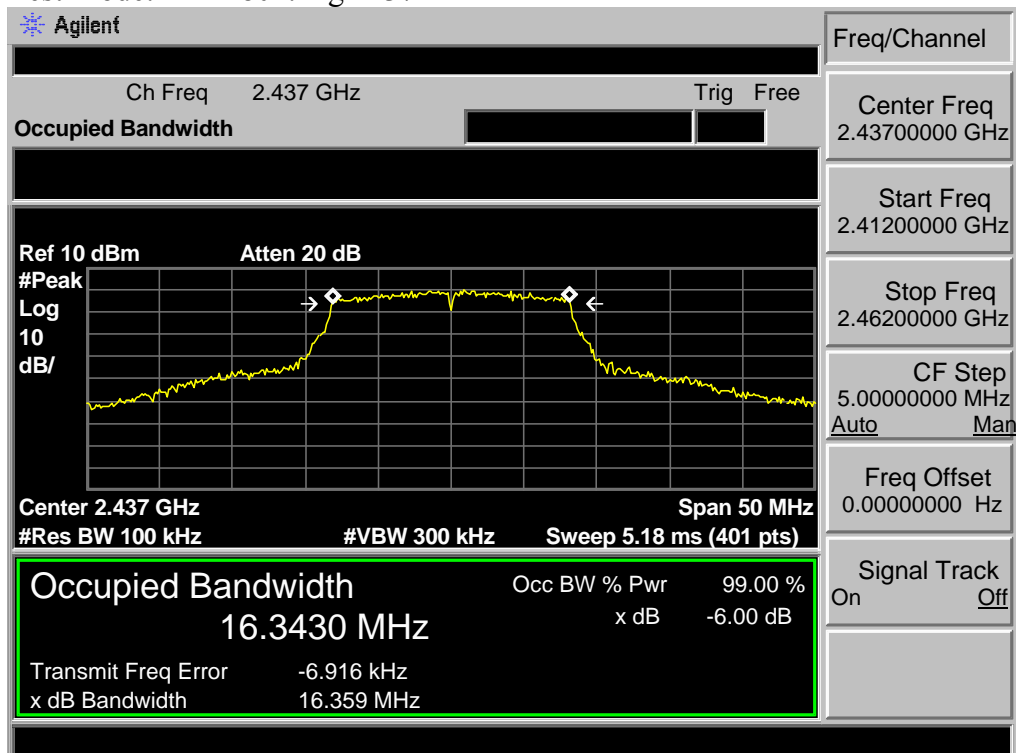 Agilent
Freq/Channel
Ch Freq 2.437 GHz Trig Free
Occupied Bandwidth
Center Freq
2.43700000 GHz
Start Freq
2.41200000 GHz
Ref 10 dBm Atten 20 dB
#Peak
Log
10
dB/
Stop Freq
2.46200000 GHz
CF Step
5.00000000 MHz
Auto Man
Freq Offset
0.00000000 Hz
Center 2.437 GHz Span 50 MHz
#Res BW 100 kHz #VBW 300 kHz Sweep 5.18 ms (401 pts)
Signal Track
On Off
Occupied Bandwidth Occ BW % Pwr 99.00 %
16.3430 MHz x dB -6.00 dB
Transmit Freq Error -6.916 kHz
x dB Bandwidth 16.359 MHz